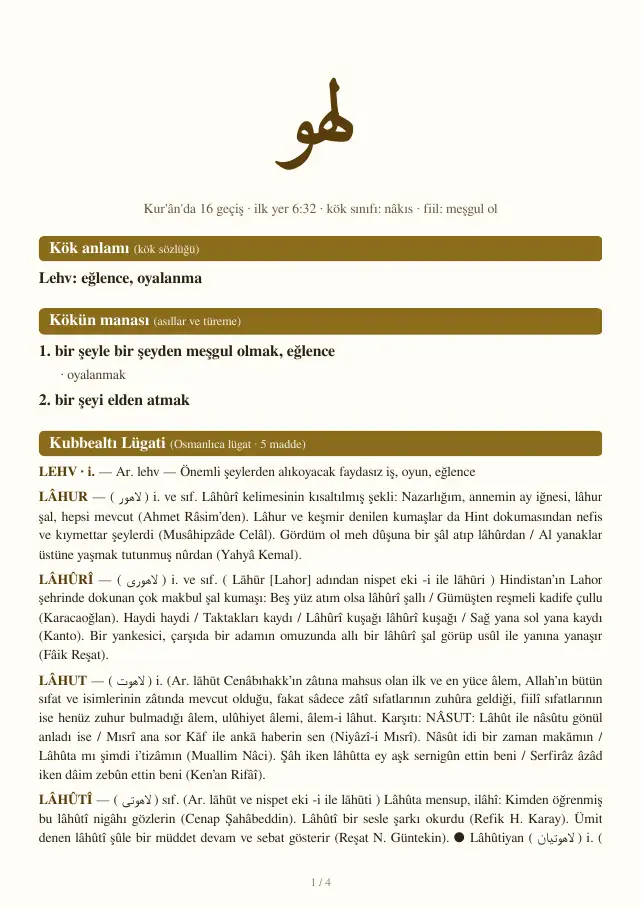 لهو
Kur'ân'da 16 geçiş · ilk yer 6:32 · kök sınıfı: nâkıs · fiil: meşgul ol
Kök anlamı (kök sözlüğü)
Lehv: eğlence, oyalanma
Kökün manası (asıllar ve türeme)
1. bir şeyle bir şeyden meşgul olmak, eğlence
· oyalanmak
2. bir şeyi elden atmak
Kubbealtı Lügati (Osmanlıca lügat · 5 madde)
LEHV · i. — Ar. lehv — Önemli şeylerden alıkoyacak faydasız iş, oyun, eğlence
LÂHUR — ( لاهور ) i. ve sıf. Lâhûrî kelimesinin kısaltılmış şekli: Nazarlığım, annemin ay iğnesi, lâhur
şal, hepsi mevcut (Ahmet Râsim'den). Lâhur ve keşmir denilen kumaşlar da Hint dokumasından nefis
ve kıymettar şeylerdi (Musâhipzâde Celâl). Gördüm ol meh dûşuna bir şâl atıp lâhûrdan / Al yanaklar
üstüne yaşmak tutunmuş nûrdan (Yahyâ Kemal).
LÂHÛRÎ — ( لاهورى ) i. ve sıf. ( Lāhūr [Lahor] adından nispet eki -i ile lāhūri ) Hindistan'ın Lahor
şehrinde dokunan çok makbul şal kumaşı: Beş yüz atım olsa lâhûrî şallı / Gümüşten reşmeli kadife çullu
(Karacaoğlan). Haydi haydi / Taktakları kaydı / Lâhûrî kuşağı lâhûrî kuşağı / Sağ yana sol yana kaydı
(Kanto). Bir yankesici, çarşıda bir adamın omuzunda allı bir lâhûrî şal görüp usûl ile yanına yanaşır
(Fâik Reşat).
LÂHUT — ( لاهوت ) i. (Ar. lāhūt Cenâbıhakk'ın zâtına mahsus olan ilk ve en yüce âlem, Allah'ın bütün
sıfat ve isimlerinin zâtında mevcut olduğu, fakat sâdece zâtî sıfatlarının zuhûra geldiği, fiilî sıfatlarının
ise henüz zuhur bulmadığı âlem, ulûhiyet âlemi, âlem-i lâhut. Karşıtı: NÂSUT: Lâhût ile nâsûtu gönül
anladı ise / Mısrî ana sor Kāf ile ankā haberin sen (Niyâzî-i Mısrî). Nâsût idi bir zaman makāmın /
Lâhûta mı şimdi i'tizâmın (Muallim Nâci). Şâh iken lâhûtta ey aşk sernigûn ettin beni / Serfirâz âzâd
iken dâim zebûn ettin beni (Ken'an Rifâî).
LÂHÛTÎ — ( لاهوتى ) sıf. (Ar. lāhūt ve nispet eki -i ile lāhūti ) Lâhûta mensup, ilâhî: Kimden öğrenmiş
bu lâhûtî nigâhı gözlerin (Cenap Şahâbeddin). Lâhûtî bir sesle şarkı okurdu (Refik H. Karay). Ümit
denen lâhûtî şûle bir müddet devam ve sebat gösterir (Reşat N. Güntekin). ● Lâhûtiyan ( لاهوتيان ) i. (
1 / 4